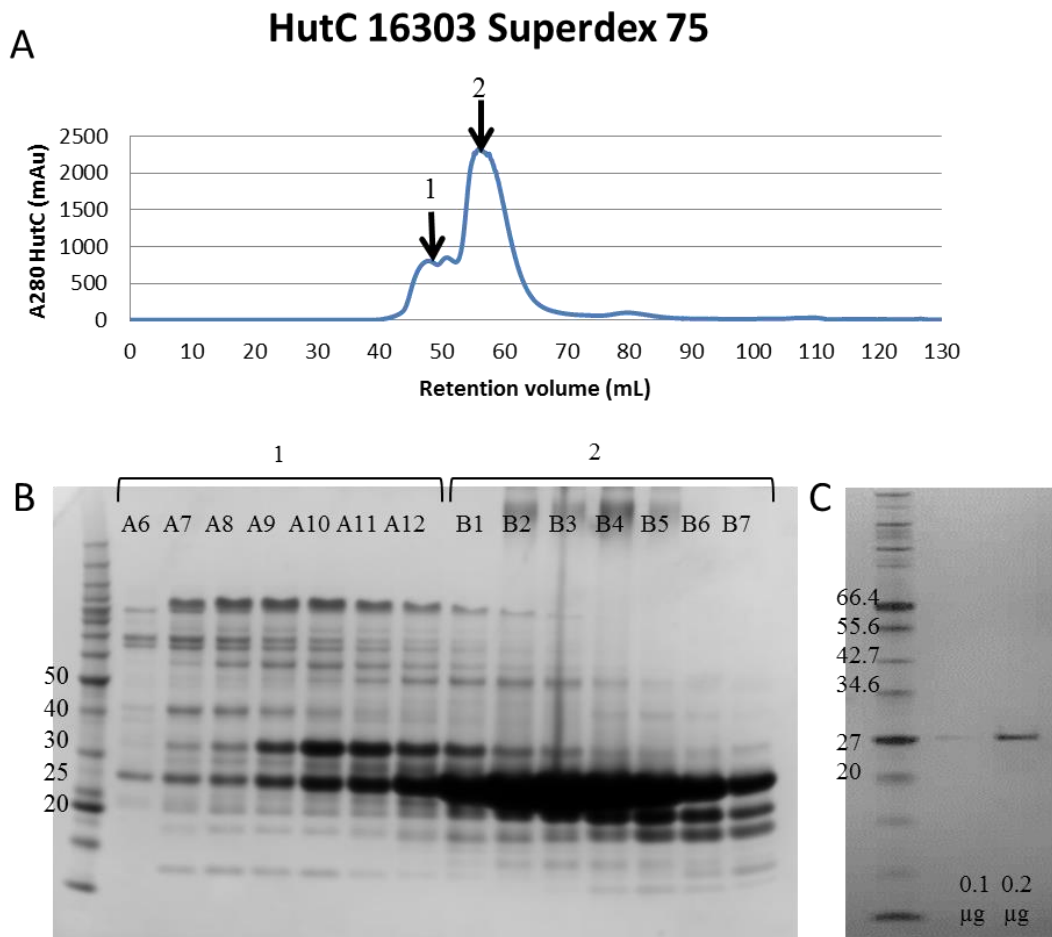 HutC 16303 Superdex 75
A
2
1
2500
2000
1500
1000
500
0
A280 HutC (mAu)
0 10 20 30 40 50 60 70 80 90 100 110 120 130
Retention volume (mL)
1 2
B
A6 A7 A8 A9 A10 A11 A12 B1 B2 B3 B4 B5 B6 B7
50
40
30
25
20
C
66.4
55.6
42.7
34.6
27
20
0.1 0.2
µg µg